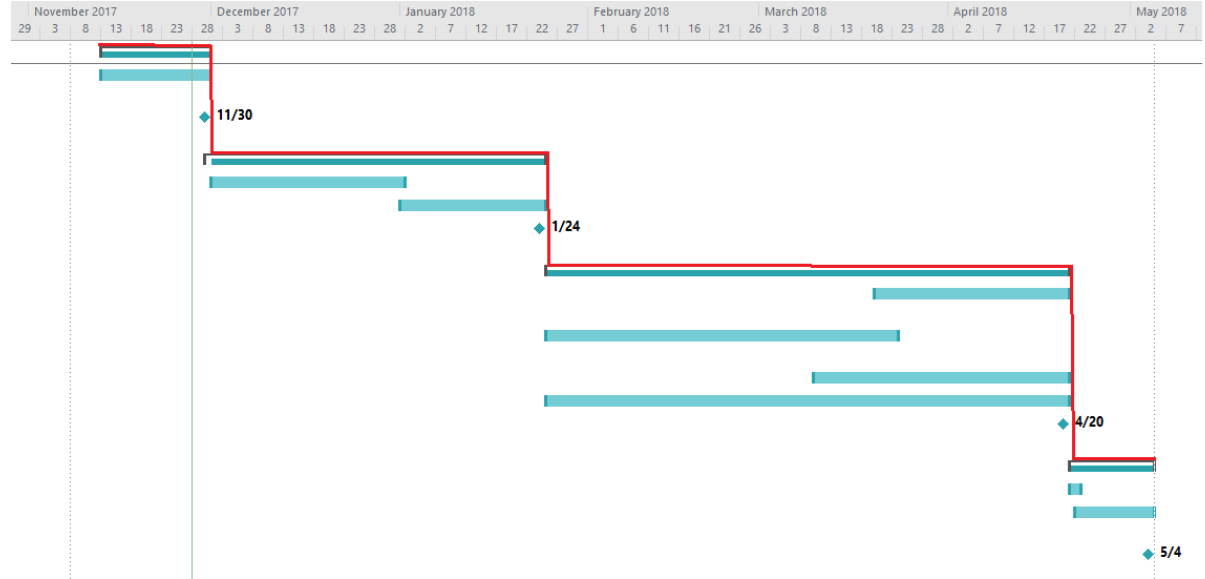 November 2017 December 2017 January 2018 February 2018 March 2018 April 2018 May 2018
29 3 8 13 18 23 28 3 8 13 18 23 28 2 7 12 17 22 27 1 6 11 16 21 26 3 8 13 18 23 28 2 7 12 17 22 27 2 7
11/30
1/24
4/20
5/4